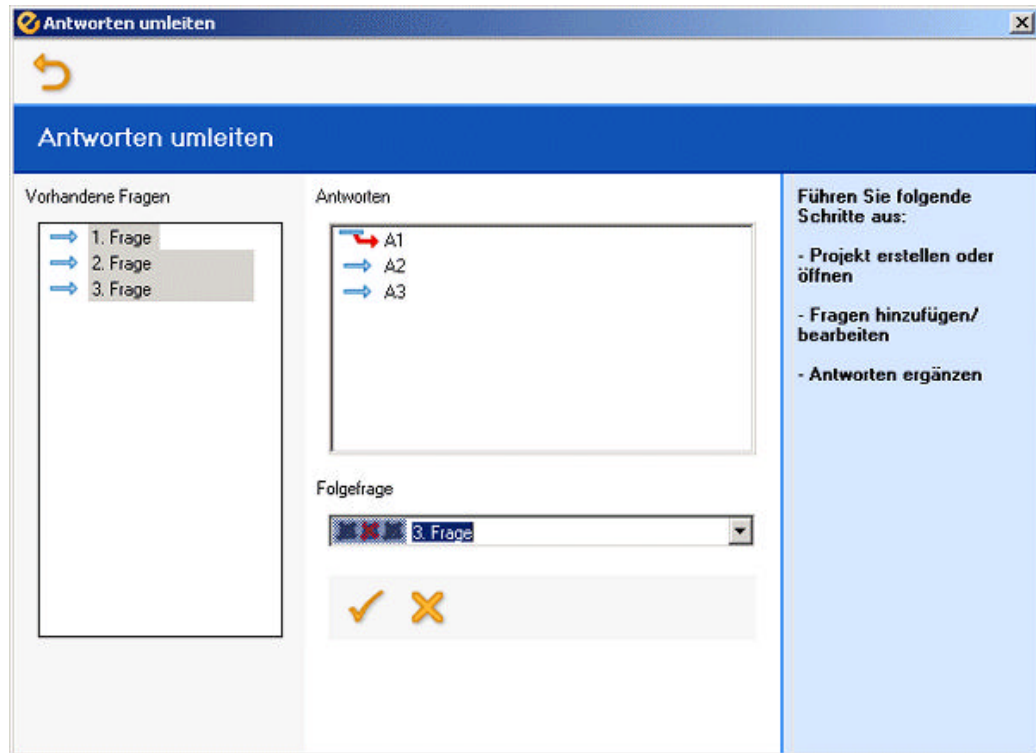 Antworten umleiten
Antworten umleiten
Vorhandene Fragen
1. Frage
2. Frage
3. Frage
Antworten
A1
A2
A3
Folgefrage
3. Frage
Führen Sie folgende
Schritte aus:
- Projekt erstellen oder
öffnen
- Fragen hinzufügen/
bearbeiten
- Antworten ergänzen